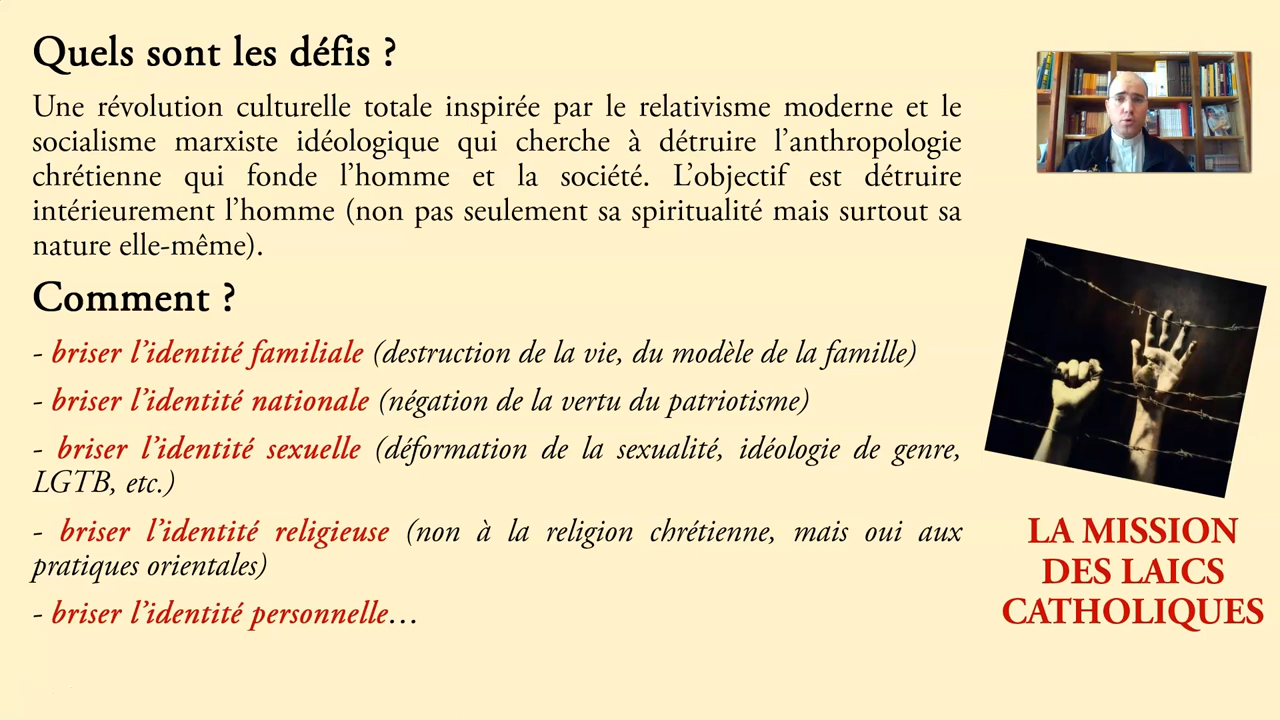 Quels sont les défis ?
Une révolution culturelle totale inspirée par le relativisme moderne et le
socialisme marxiste idéologique qui cherche à détruire l’anthropologie
chrétienne qui fonde l’homme et la société. L’objectif est détruire
intérieurement l’homme (non pas seulement sa spiritualité mais surtout sa
nature elle-même).
Comment ?
- briser l’identité familiale (destruction de la vie, du modèle de la famille)
- briser l’identité nationale (négation de la vertu du patriotisme)
- briser l’identité sexuelle (déformation de la sexualité, idéologie de genre,
LGTB, etc.)
- briser l’identité religieuse (non à la religion chrétienne, mais oui aux
pratiques orientales)
- briser l’identité personnelle…
LA MISSION
DES LAICS
CATHOLIQUES